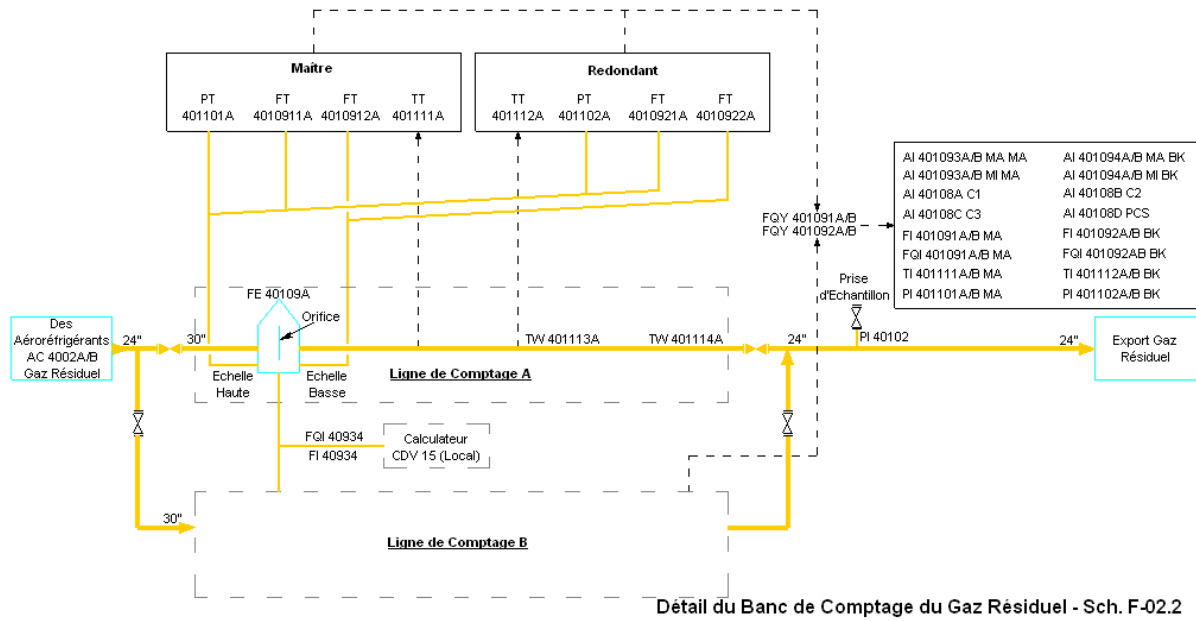 Maître
PT
401101A
FT
4010911A
FT
4010912A
TT
401111A
Redondant
TT
401112A
PT
401102A
FT
4010921A
FT
4010922A
AI 401093A/B MA MA
AI 401093A/B MI MA
AI 40108A C1
AI 40108C C3
FI 401091A/B MA
FQI 401091A/B MA
TI 401111A/B MA
PI 401101A/B MA
AI 401094A/B MA BK
AI 401094A/B MI BK
AI 40108B C2
AI 40108D PCS
FI 401092A/B BK
FQI 401092AB BK
TI 401112A/B BK
PI 401102A/B BK
FQY 401091A/B
FQY 401092A/B
Prise
d'Echantillon
PI 40102
FE 40109A
Orifice
Des
Aéroréfrigérants
AC 4002A/B
Gaz Résiduel
24"
30"
TW 401113A
TW 401114A
24"
24"
Export Gaz
Résiduel
Echelle
Haute
Echelle
Basse
Ligne de Comptage A
FQI 40934
FI 40934
Calculateur
CDV 15 (Local)
30"
Ligne de Comptage B
Détail du Banc de Comptage du Gaz Résiduel - Sch. F-02.2